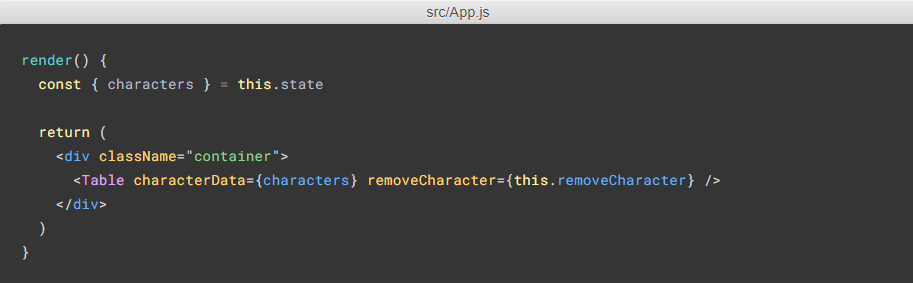 src/App.js
render() {
  const { characters } = this.state

  return (
    <div className="container">
      <Table characterData={characters} removeCharacter={this.removeCharacter} />
    </div>
  )
}